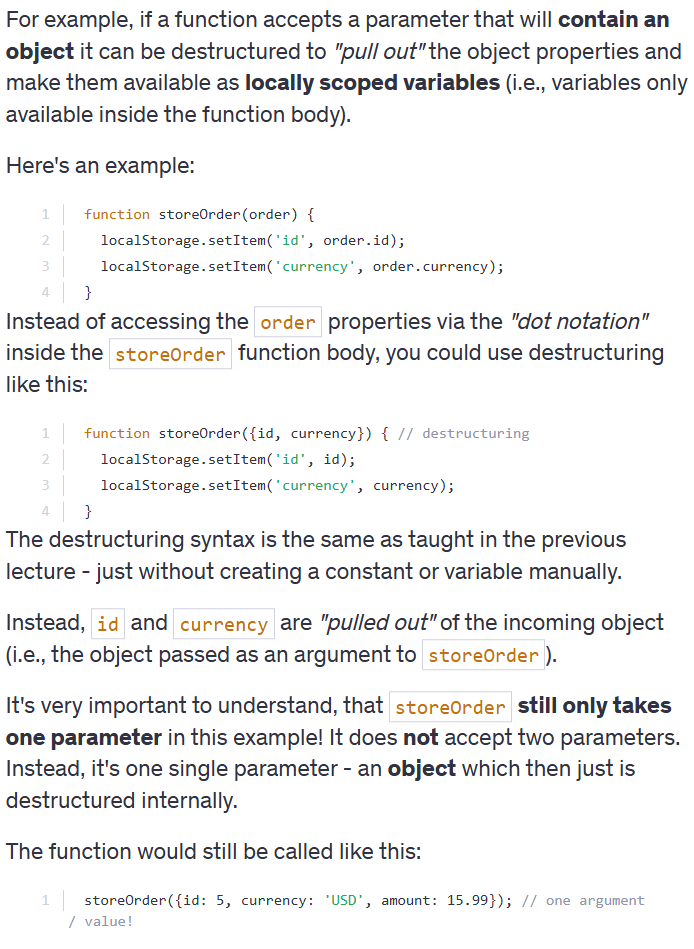 For example, if a function accepts a parameter that will contain an
object it can be destructured to "pull out" the object properties and
make them available as locally scoped variables (i.e., variables only
available inside the function body).
Here's an example:
1 function storeOrder(order) {
2 localStorage.setItem('id', order.id);
3 localStorage.setItem('currency', order.currency);
4 }
Instead of accessing the order properties via the "dot notation"
inside the storeOrder function body, you could use destructuring
like this:
1 function storeOrder({id, currency}) { // destructuring
2 localStorage.setItem('id', id);
3 localStorage.setItem('currency', currency);
4 }
The destructuring syntax is the same as taught in the previous
lecture - just without creating a constant or variable manually.
Instead, id and currency are "pulled out" of the incoming object
(i.e., the object passed as an argument to storeOrder).
It's very important to understand, that storeOrder still only takes
one parameter in this example! It does not accept two parameters.
Instead, it's one single parameter - an object which then just is
destructured internally.
The function would still be called like this:
1 storeOrder({id: 5, currency: 'USD', amount: 15.99}); // one argument
/ value!